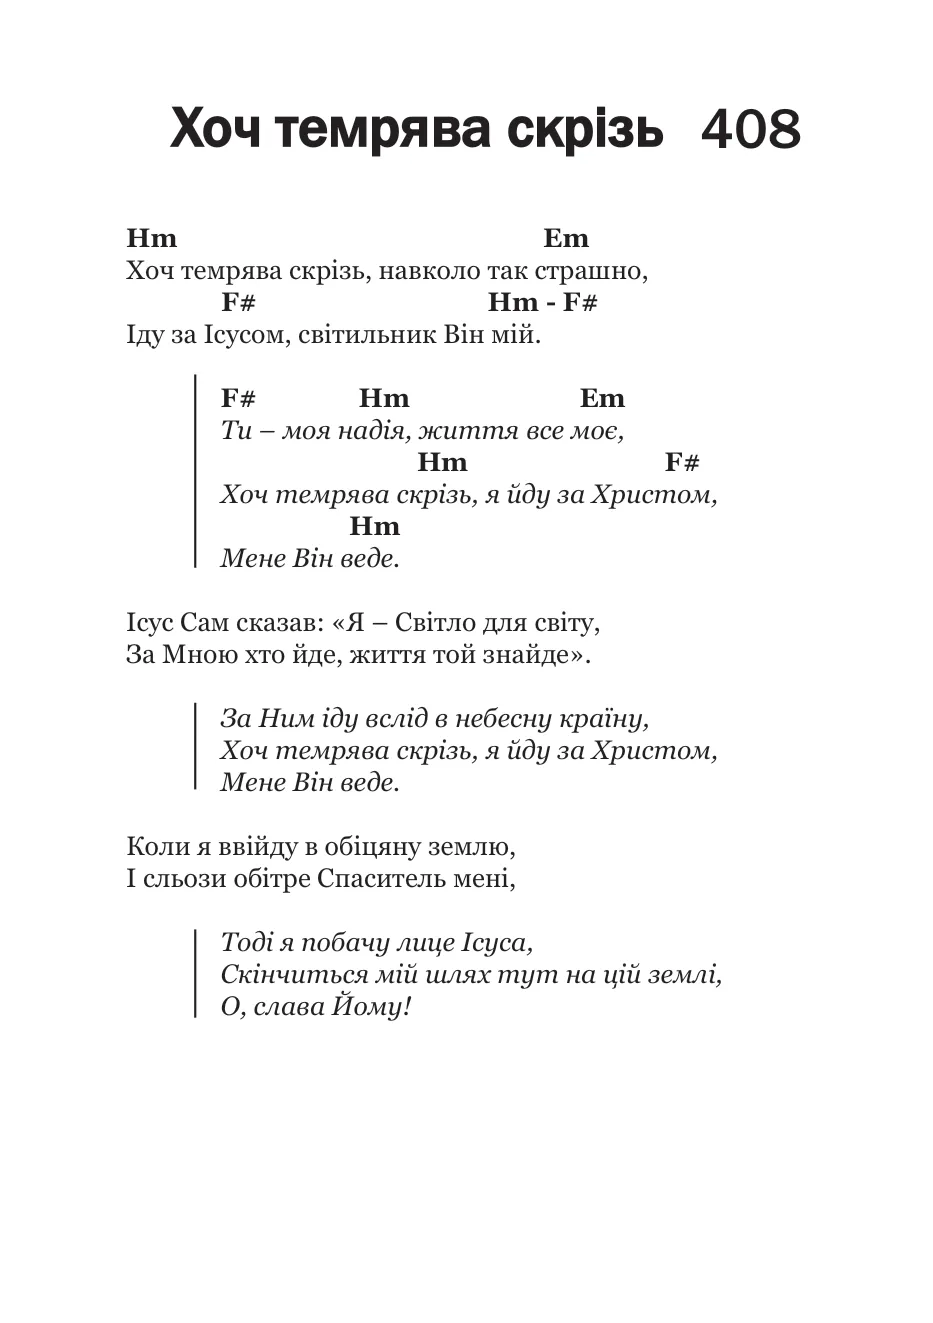 Хоч темрява скрізь 408
Hm Em
Хоч темрява скрізь, навколо так страшно,
F# Hm - F#
Іду за Ісусом, світильник Він мій.
F# Hm Em
Ти – моя надія, життя все моє,
Hm F#
Хоч темрява скрізь, я йду за Христом,
Hm
Мене Він веде.
Ісус Сам сказав: «Я – Світло для світу,
За Мною хто йде, життя той знайде».
За Ним іду вслід в небесну країну,
Хоч темрява скрізь, я йду за Христом,
Мене Він веде.
Коли я ввійду в обіцяну землю,
І сльози обітре Спаситель мені,
Тоді я побачу лице Ісуса,
Скінчиться мій шлях тут на цій землі,
О, слава Йому!